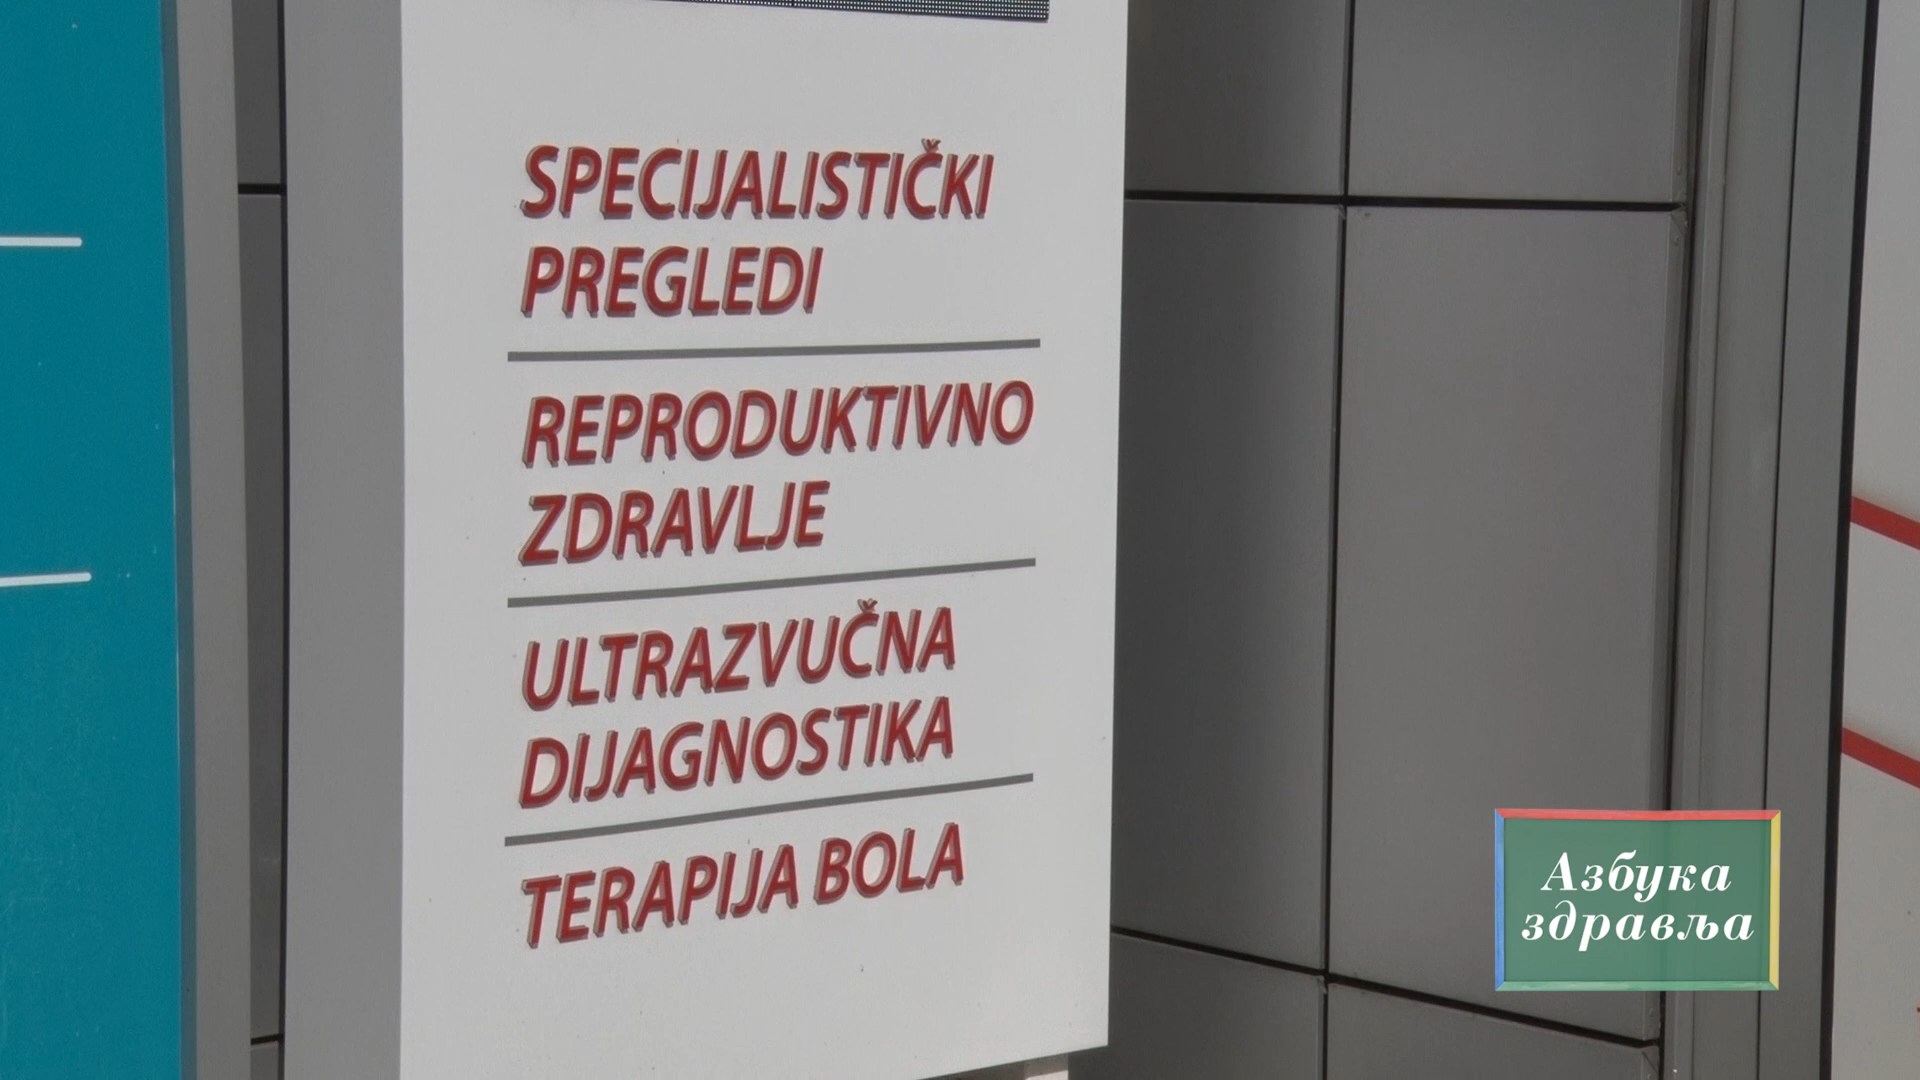 SPECIJALISTIČKI
PREGLEDI
REPRODUKTIVNO
ZDRAVLJE
ULTRAZVUČNA
DIJAGNOSTIKA
TERAPIJA BOLA
Азбука
здравља